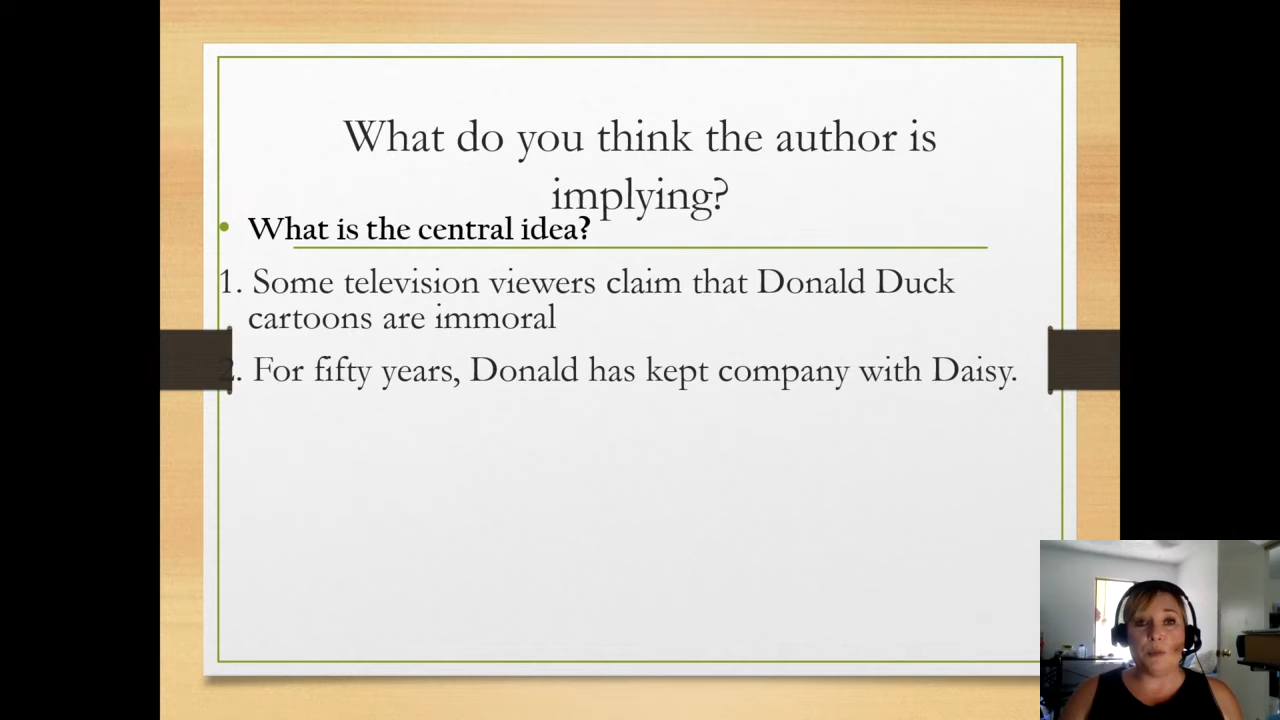 What do you think the author is
implying?
• What is the central idea?
1. Some television viewers claim that Donald Duck
cartoons are immoral
2. For fifty years, Donald has kept company with Daisy.